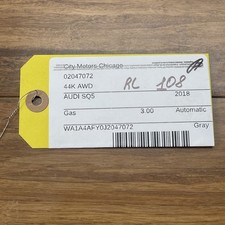 City Motors Chicago
02047072
44K AWD RL 108
AUDI SQ5 2018
Gas 3.00 Automatic
WA1A4AFY0J2047072 Gray